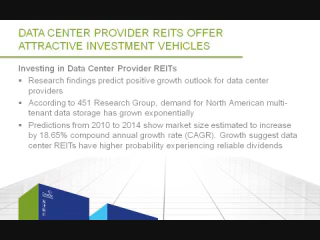 DATA CENTER PROVIDER REITS OFFER
ATTRACTIVE INVESTMENT VEHICLES
Investing in Data Center Provider REITs
▪ Research findings predict positive growth outlook for data center
providers
▪ According to 451 Research Group, demand for North American multi-
tenant data storage has grown exponentially
▪ Predictions from 2010 to 2014 show market size estimated to increase
by 18.65% compound annual growth rate (CAGR). Growth suggest data
center REITs have higher probability experiencing reliable dividends